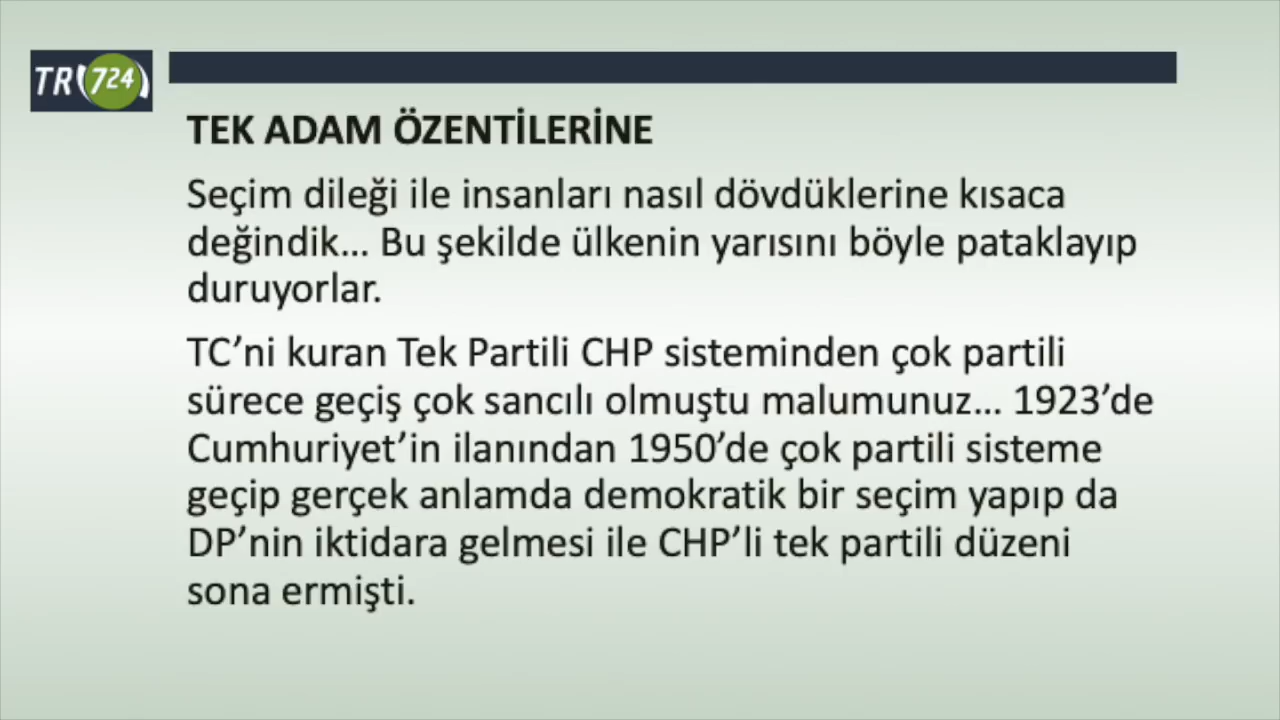 TR724
TEK ADAM ÖZENTİLERİNE
Seçim dileği ile insanları nasıl dövdüklerine kısaca
değindik… Bu şekilde ülkenin yarısını böyle pataklayıp
duruyorlar.
TC’ni kuran Tek Partili CHP sisteminden çok partili
sürece geçiş çok sancılı olmuştu malumunuz… 1923’de
Cumhuriyet’in ilanından 1950’de çok partili sisteme
geçip gerçek anlamda demokratik bir seçim yapıp da
DP’nin iktidara gelmesi ile CHP’li tek partili düzeni
sona ermişti.